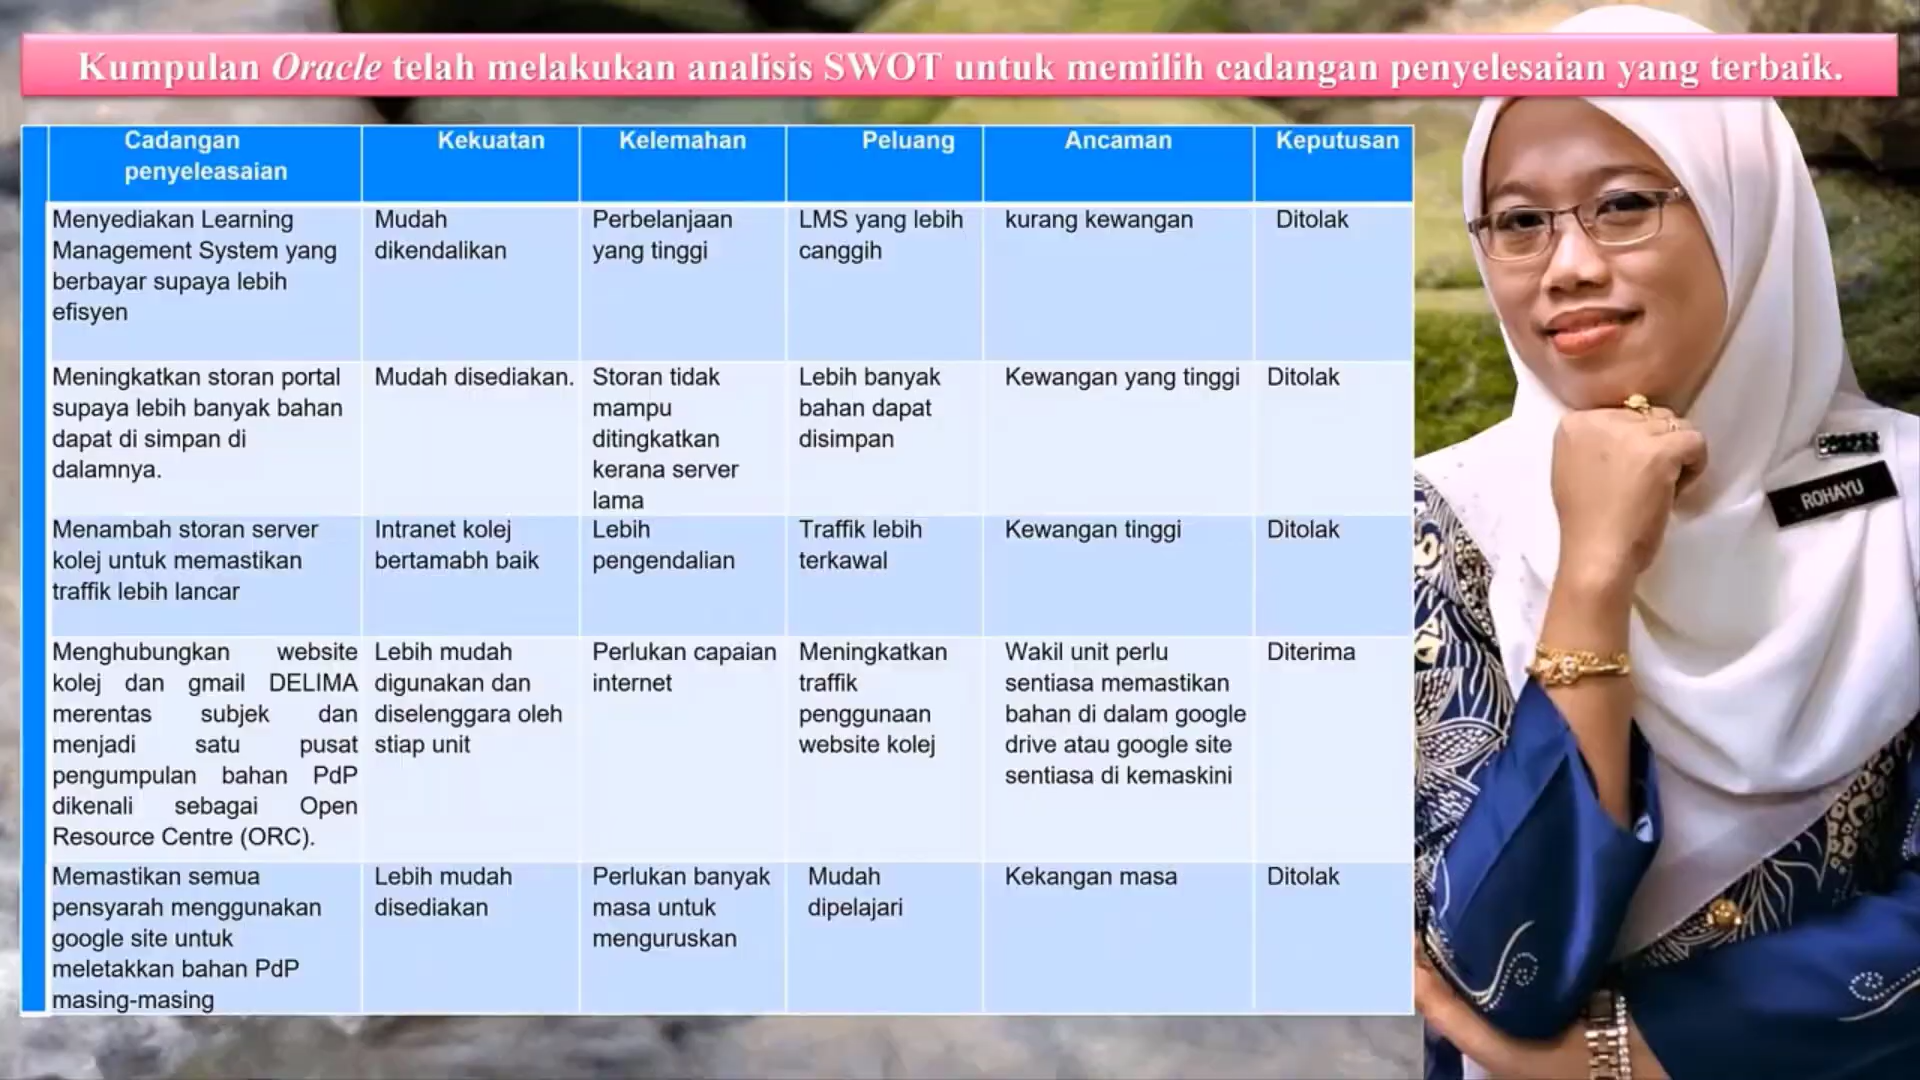 Kumpulan Oracle telah melakukan analisis SWOT untuk memilih cadangan penyelesaian yang terbaik.
Cadangan
penyeleasaian
Kekuatan
Kelemahan
Peluang
Ancaman
Keputusan
Menyediakan Learning
Management System yang
berbayar supaya lebih
efisyen
Mudah
dikendalikan
Perbelanjaan
yang tinggi
LMS yang lebih
canggih
kurang kewangan
Ditolak
Meningkatkan storan portal
supaya lebih banyak bahan
dapat di simpan di
dalamnya.
Mudah disediakan.
Storan tidak
mampu
ditingkatkan
kerana server
lama
Lebih banyak
bahan dapat
disimpan
Kewangan yang tinggi
Ditolak
Menambah storan server
kolej untuk memastikan
traffik lebih lancar
Intranet kolej
bertamabh baik
Lebih
pengendalian
Traffik lebih
terkawal
Kewangan tinggi
Ditolak
Menghubungkan website
kolej dan gmail DELIMA
merentas subjek dan
menjadi satu pusat
pengumpulan bahan PdP
dikenali sebagai Open
Resource Centre (ORC).
Lebih mudah
digunakan dan
diselenggara oleh
stiap unit
Perlukan capaian
internet
Meningkatkan
traffik
penggunaan
website kolej
Wakil unit perlu
sentiasa memastikan
bahan di dalam google
drive atau google site
sentiasa di kemaskini
Diterima
Memastikan semua
pensyarah menggunakan
google site untuk
meletakkan bahan PdP
masing-masing
Lebih mudah
disediakan
Perlukan banyak
masa untuk
menguruskan
Mudah
dipelajari
Kekangan masa
Ditolak
ROHAYU